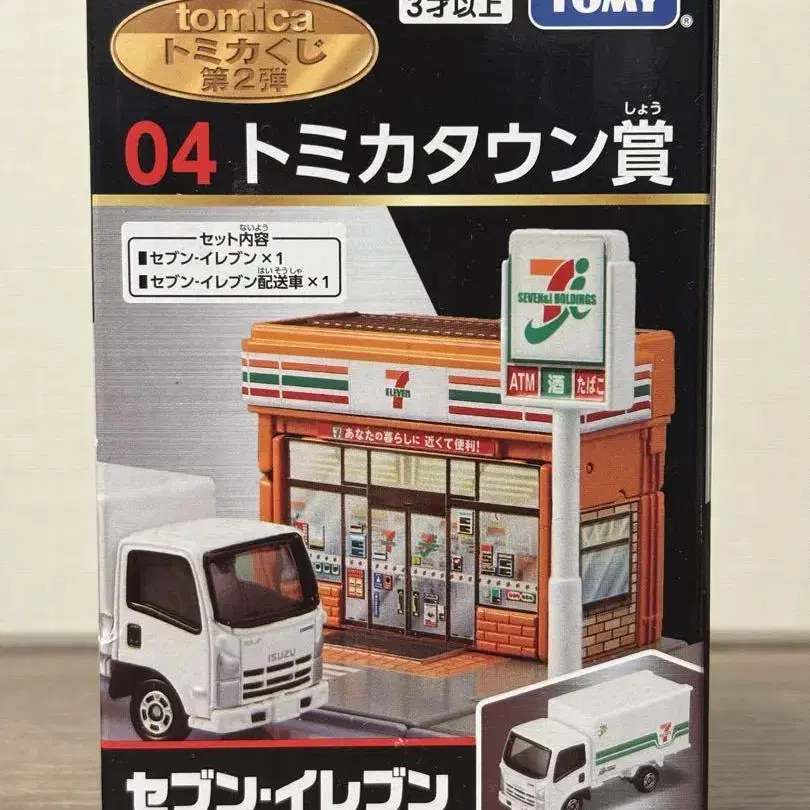 tomica
トミカくじ
第2弾
3才以上
TOMY
®
しょう
04 トミカタウン賞
ないよう
セット内容
■セブン-イレブン×1
はいそうしゃ
■セブン-イレブン配送車×1
7
SEVEN&i HOLDINGS
ATM 酒 たばこ
7
ELEVEN
7 あなたの暮らしに 近くて便利!
ISUZU
7
セブン-イレブン